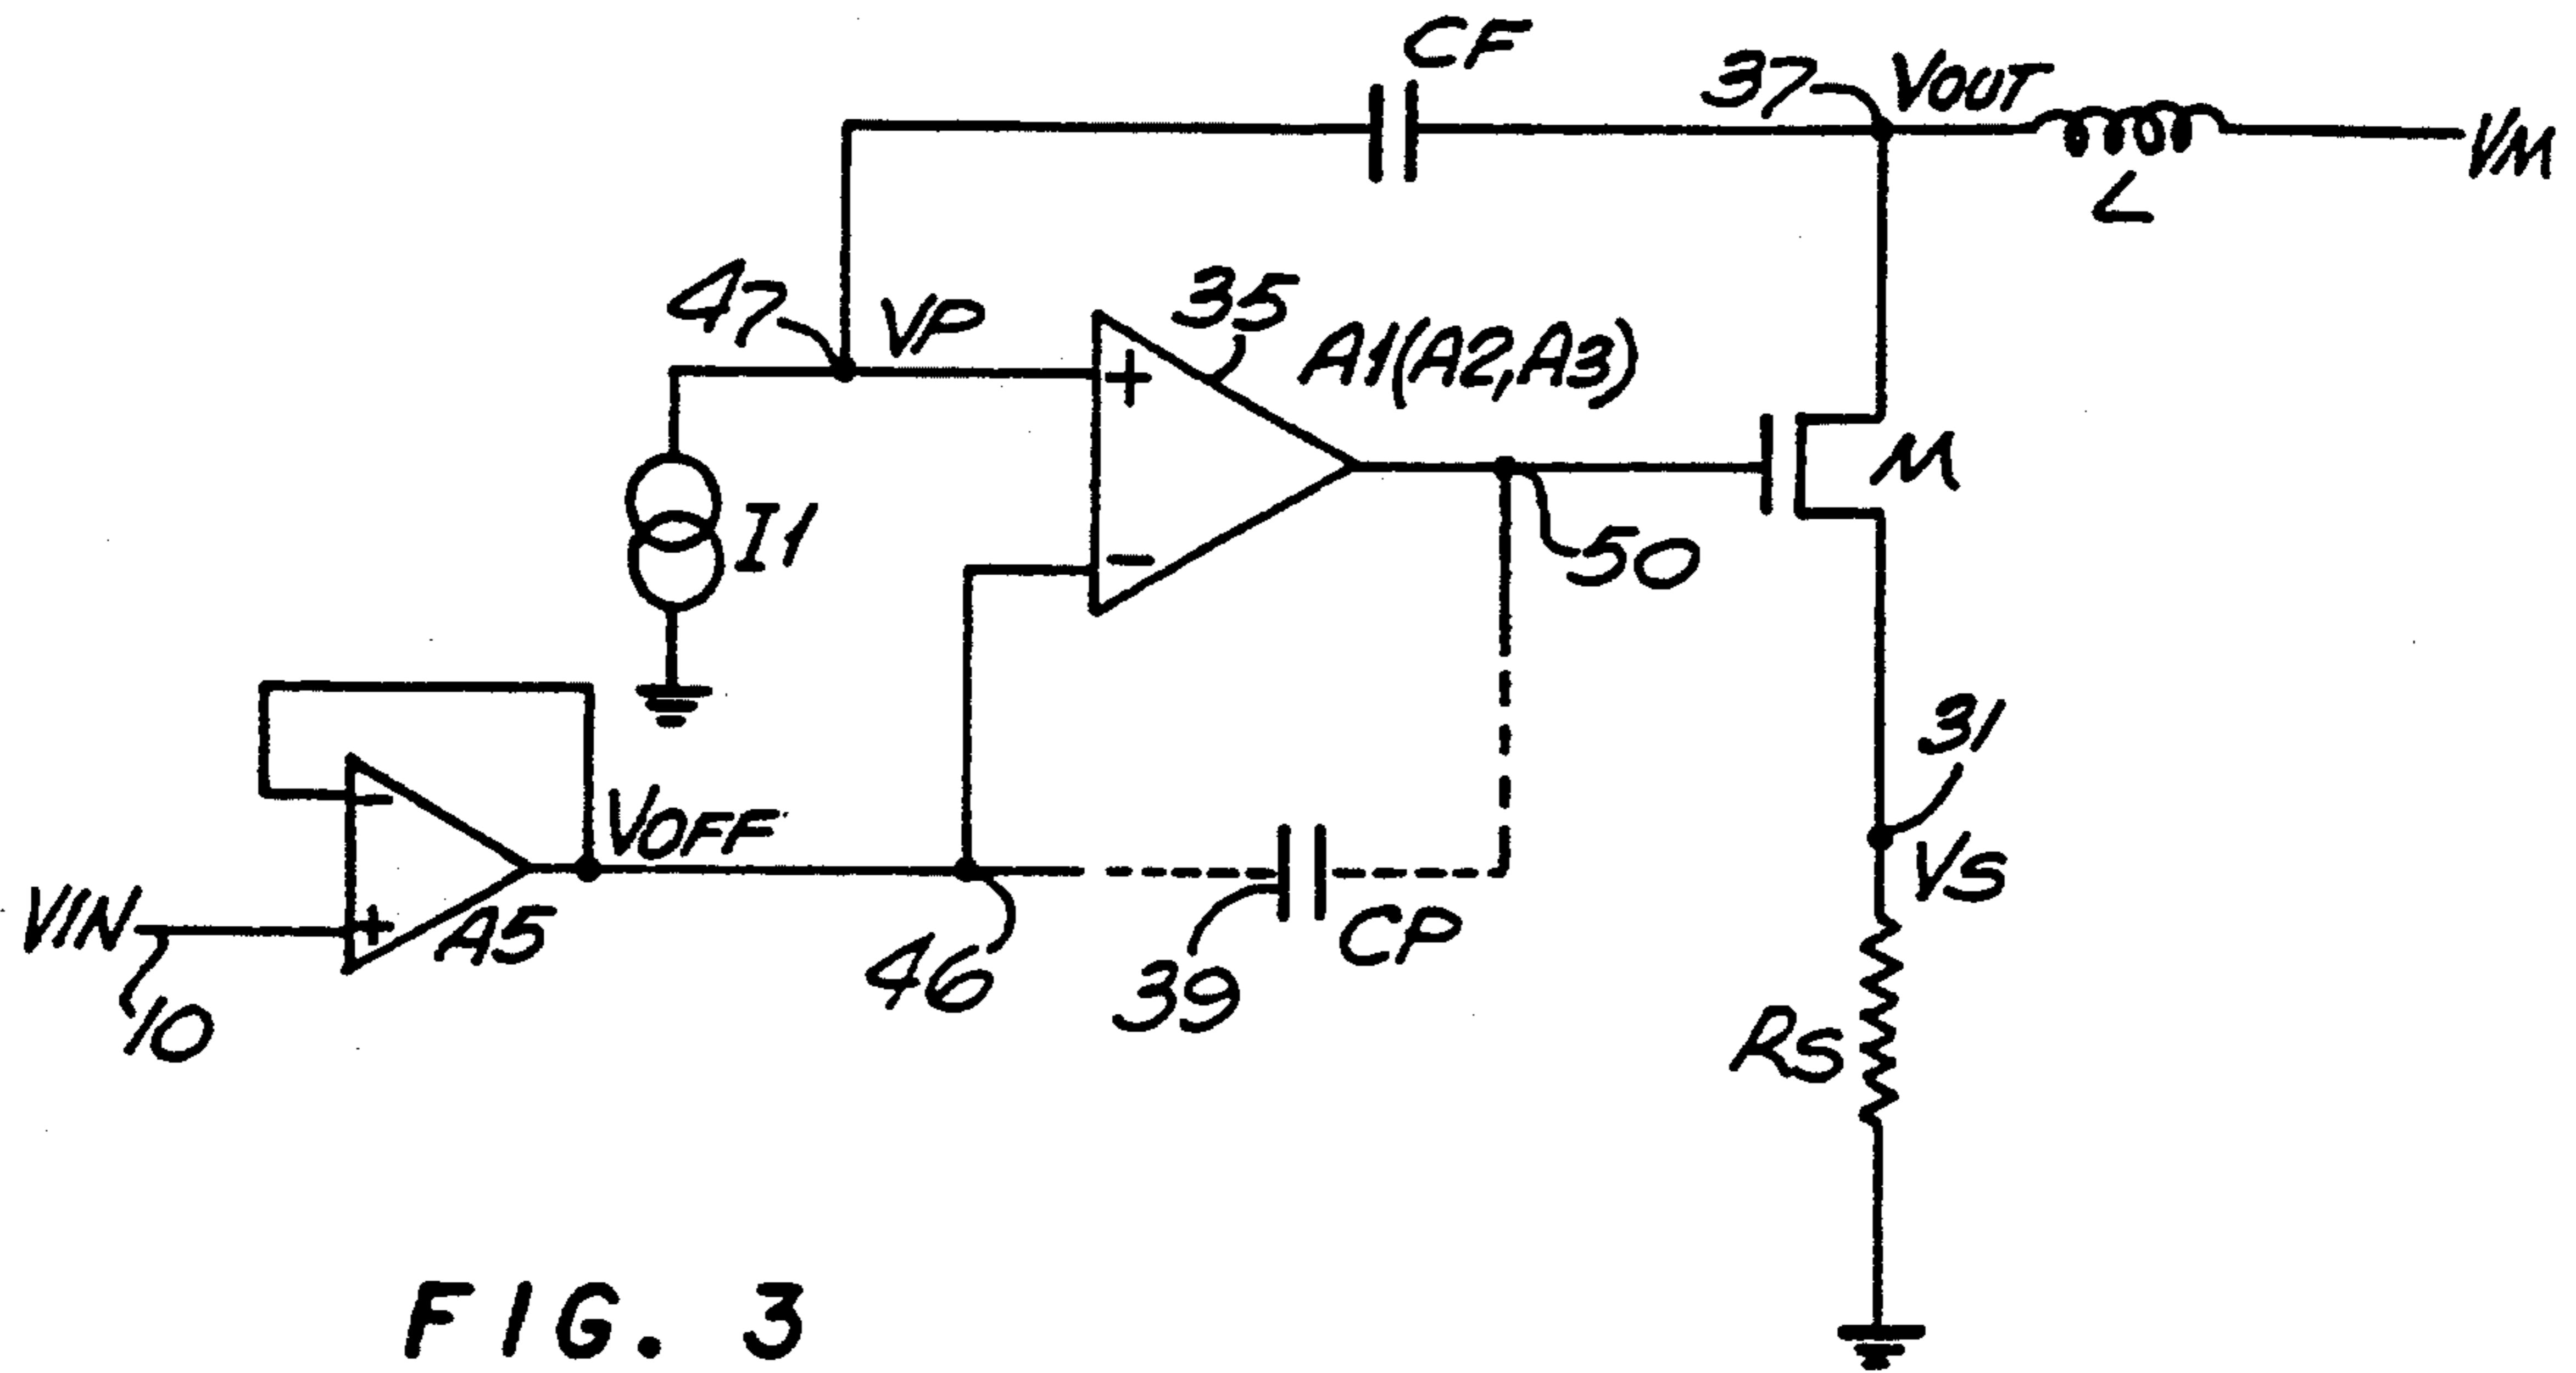 CF
37
VOUT
VM
L
47
VP
35
A1(A2,A3)
+
M
I1
50
-
31
VOFF
-
VS
VIN
+
A5
46
39
CP
10
RS
FIG. 3